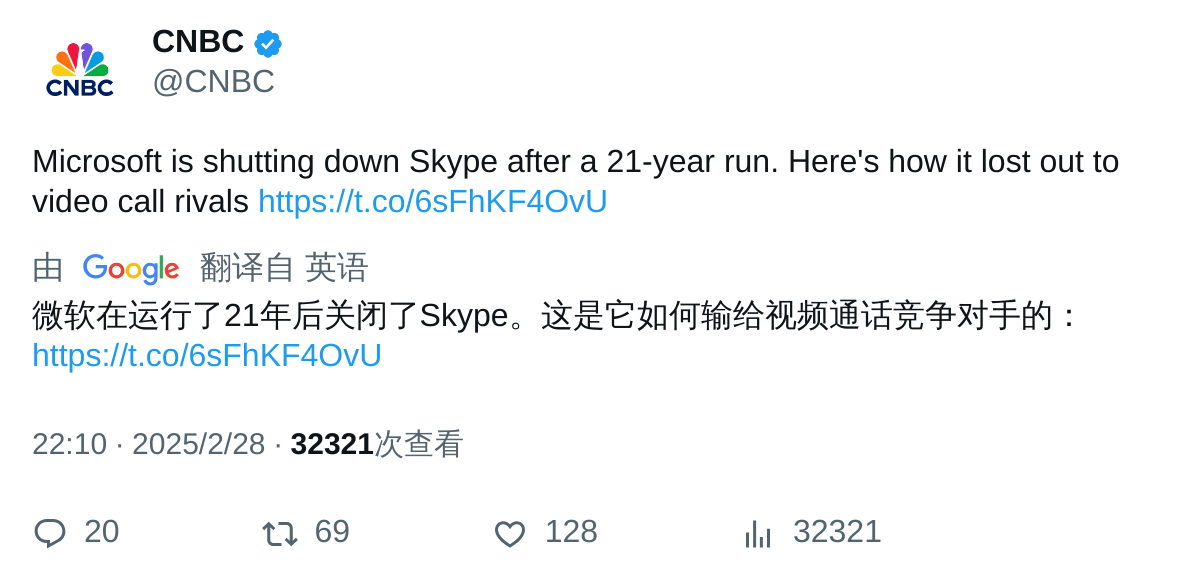 CNBC
CNBC
@CNBC
Microsoft is shutting down Skype after a 21-year run. Here's how it lost out to
video call rivals https://t.co/6sFhKF4OvU
由 Google 翻译自 英语
微软在运行了21年后关闭了Skype。这是它如何输给视频通话竞争对手的：
https://t.co/6sFhKF4OvU
22:10 · 2025/2/28 · 32321次查看
20 69 128 32321